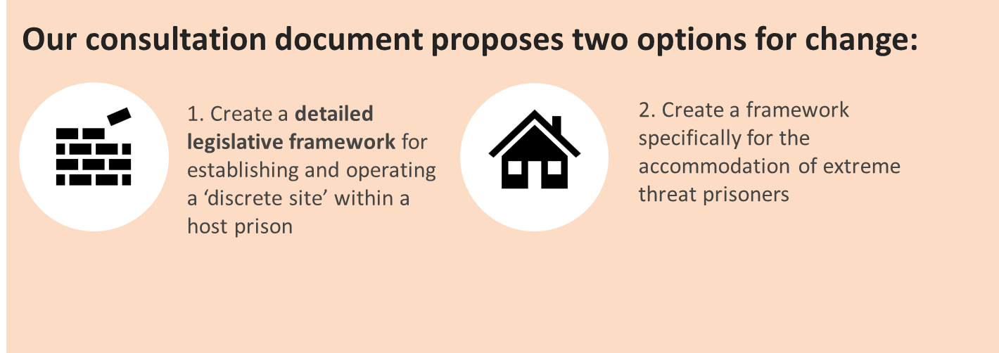 Our consultation document proposes two options for change:
1. Create a detailed
legislative framework for
establishing and operating
a ‘discrete site’ within a
host prison
2. Create a framework
specifically for the
accommodation of extreme
threat prisoners